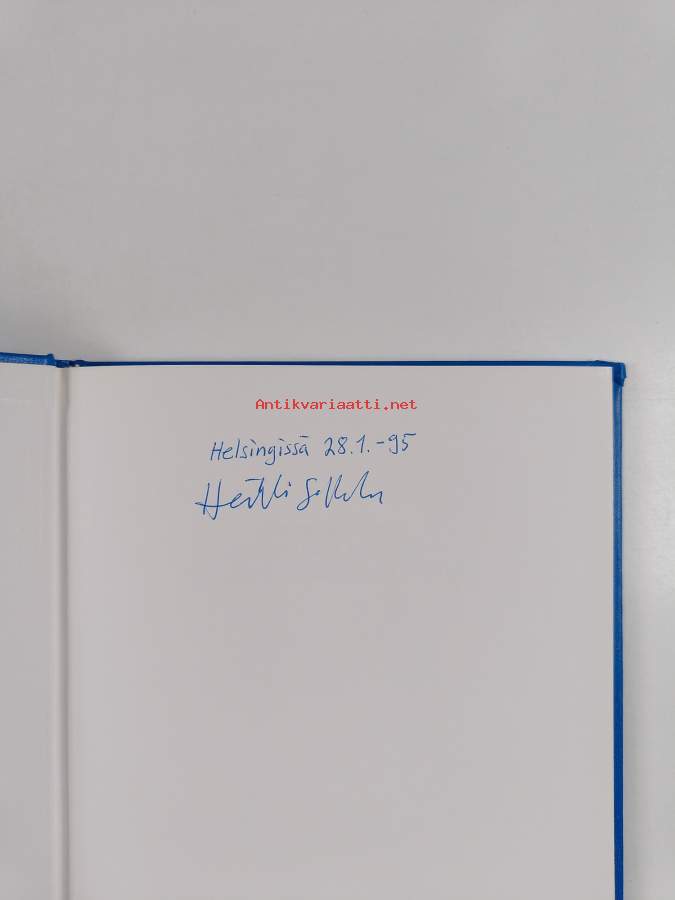 Antikvariaatti.net
Helsingissä 28.1.-95
Heikki